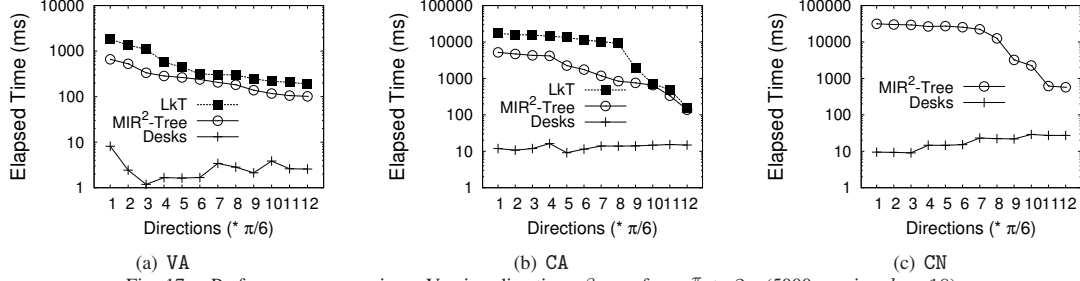 10000
1000
100
10
1
Elapsed Time (ms)
LkT
MIR2-Tree
Desks
1 2 3 4 5 6 7 8 9 10 11 12
Directions (* π/6)
(a) VA
100000
10000
1000
100
10
1
Elapsed Time (ms)
LkT
MIR2-Tree
Desks
1 2 3 4 5 6 7 8 9 10 11 12
Directions (* π/6)
(b) CA
100000
10000
1000
100
10
1
Elapsed Time (ms)
MIR2-Tree
Desks
1 2 3 4 5 6 7 8 9 10 11 12
Directions (* π/6)
(c) CN